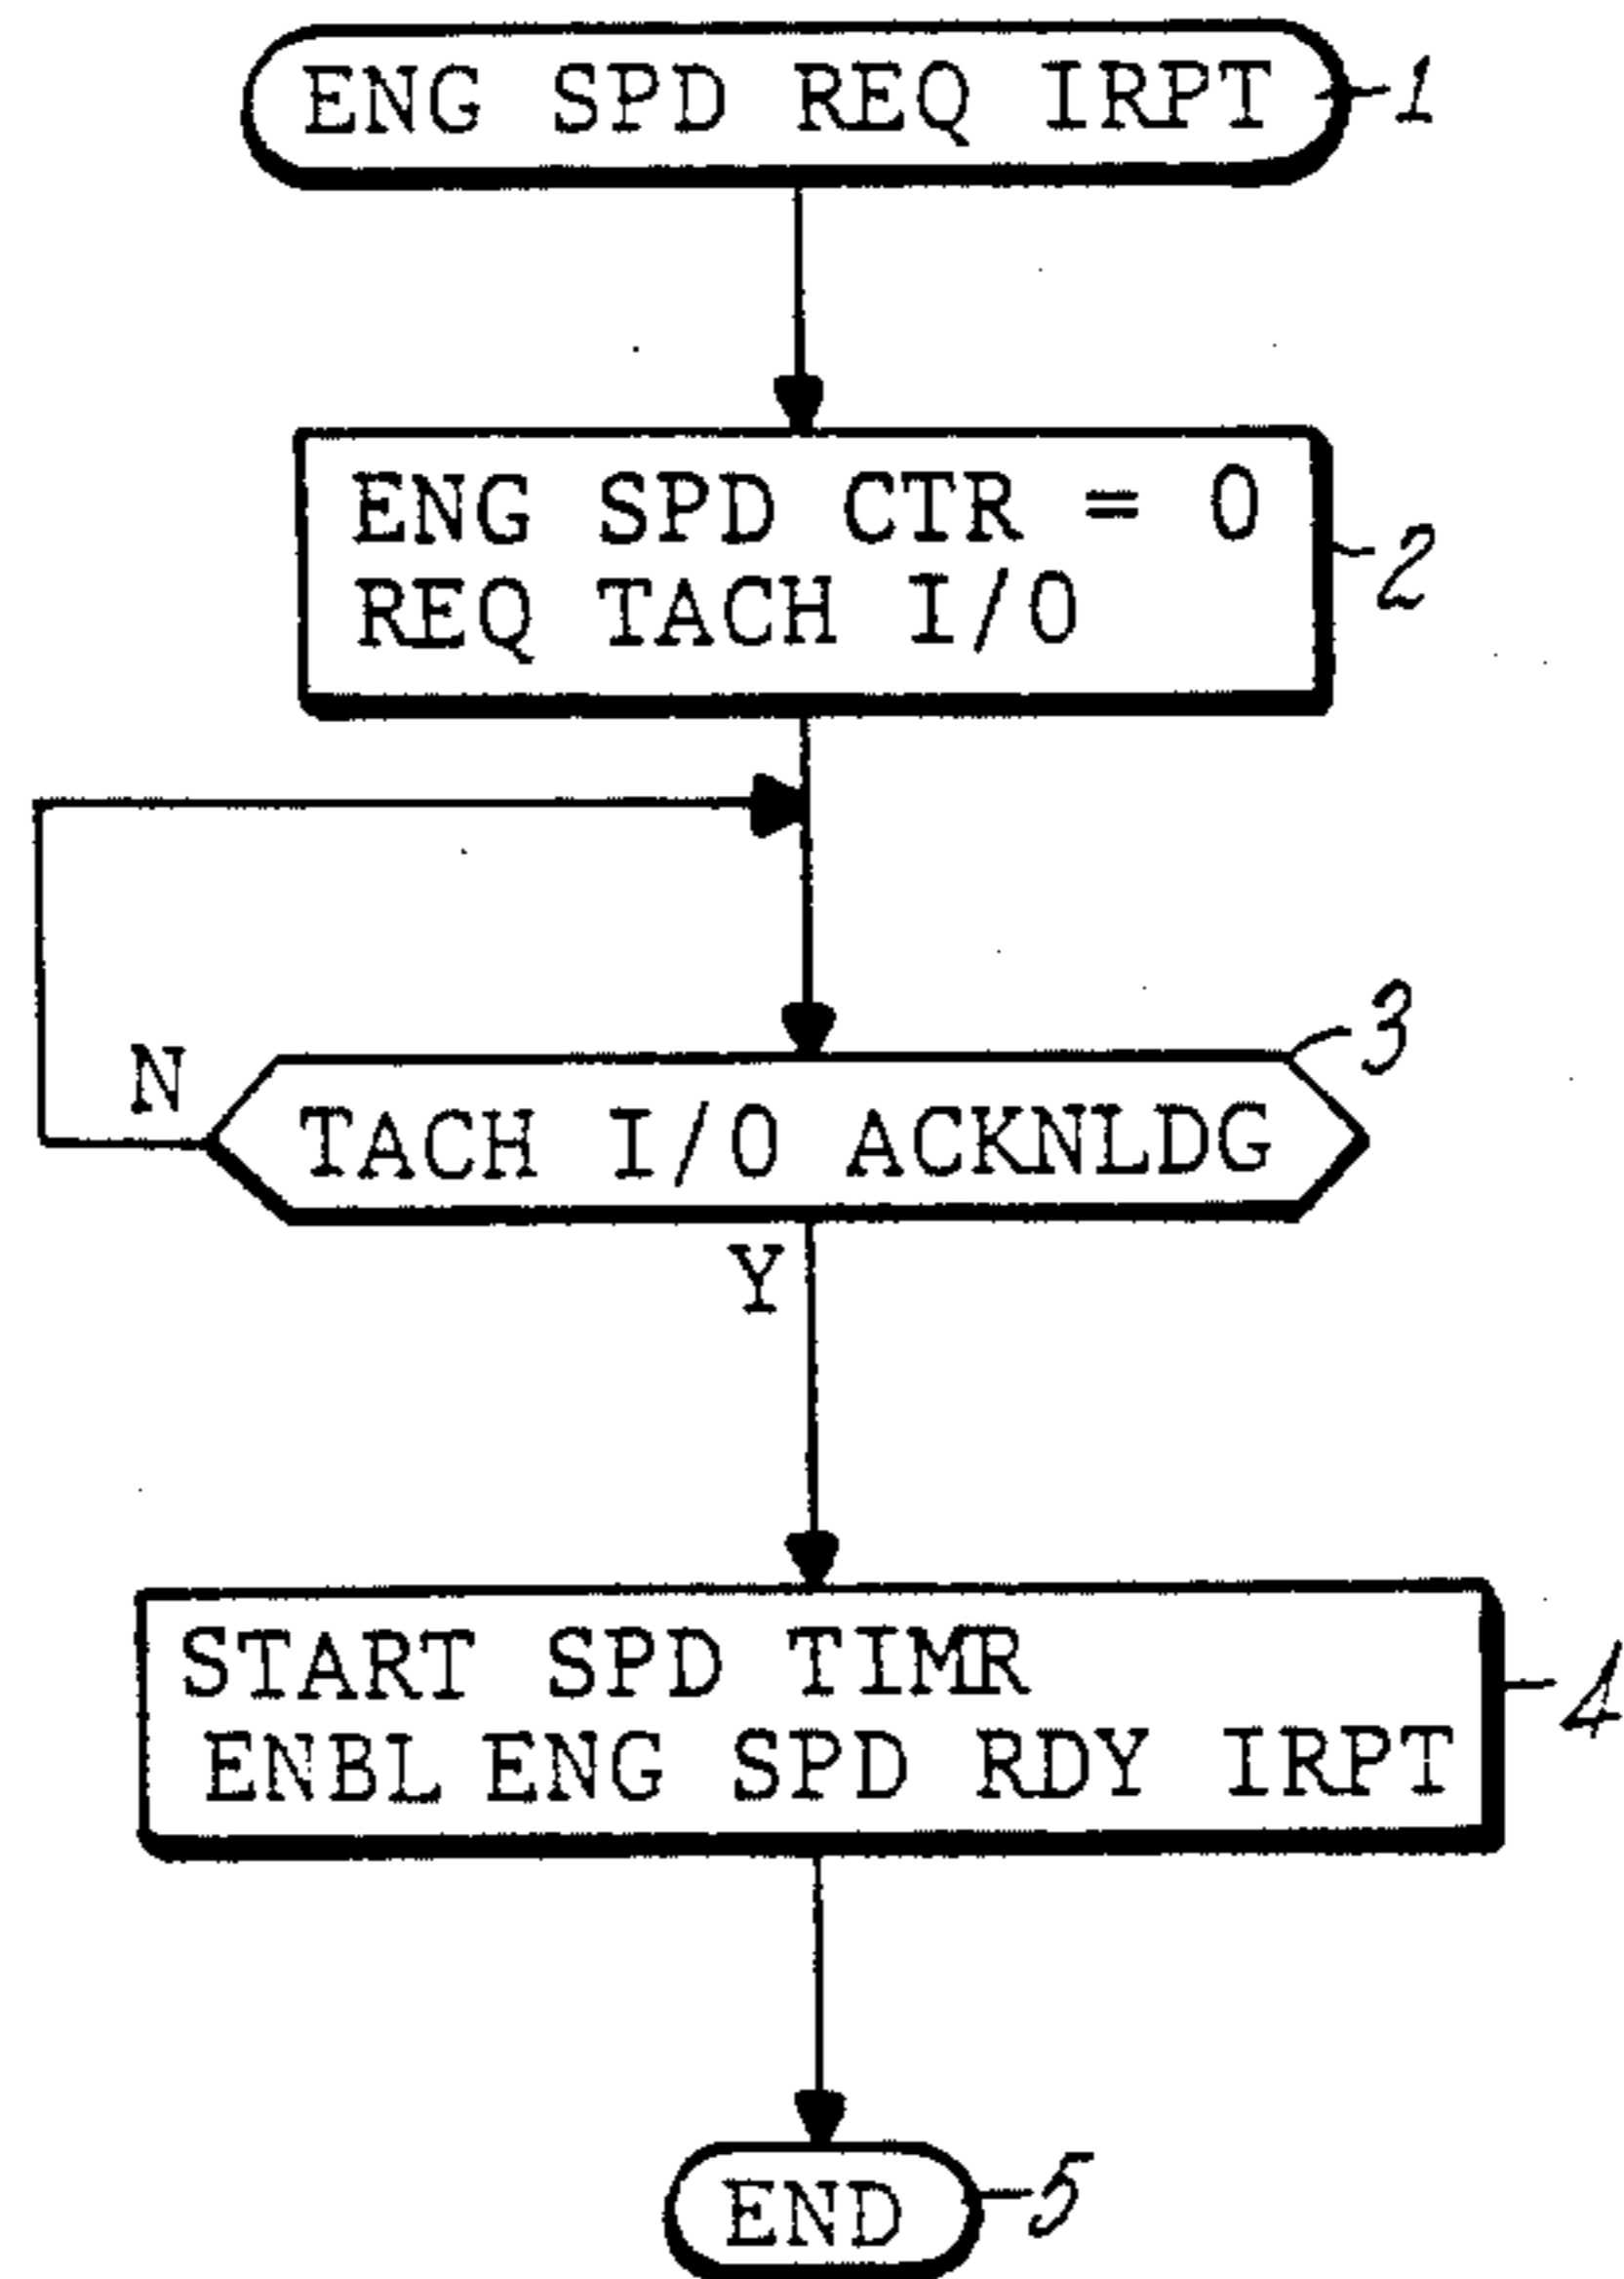 ENG SPD REQ IRPT 1
ENG SPD CTR = 0
REQ TACH I/O
2
3
N
TACH I/O ACKNLDG
Y
START SPD TIMR
ENBL ENG SPD RDY IRPT
4
END 5